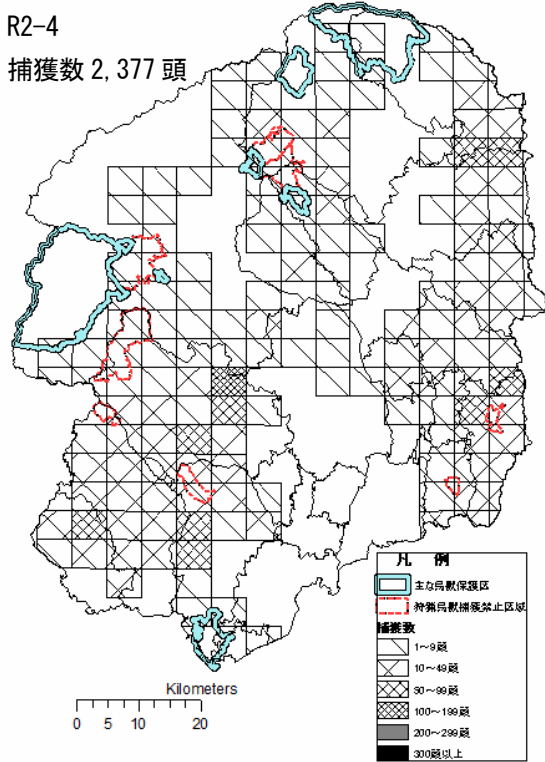 R2-4
捕獲数 2,377 頭
凡 例
主な鳥獣保護区
狩猟鳥獣捕獲禁止区域
捕獲数
1～9頭
10～49頭
50～99頭
100～199頭
200～299頭
300頭以上
Kilometers
0 5 10 20